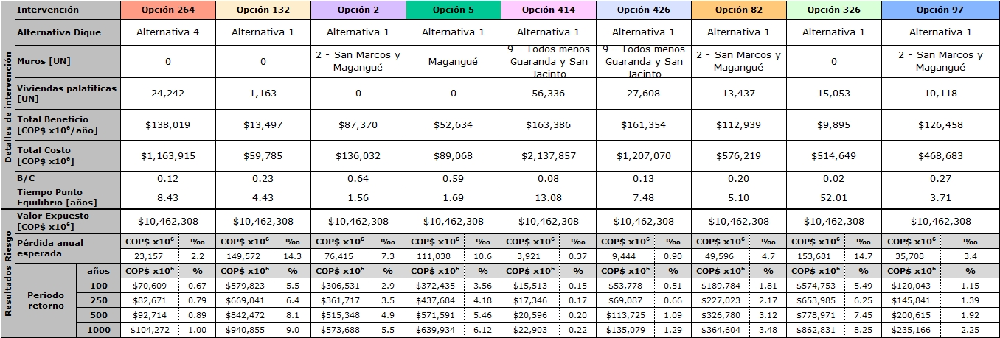 Intervención Opción 264 Opción 132 Opción 2 Opción 5 Opción 414 Opción 426 Opción 82 Opción 326 Opción 97
Detalles de intervención
Alternativa Dique Alternativa 4 Alternativa 1 Alternativa 1 Alternativa 1 Alternativa 1 Alternativa 1 Alternativa 1 Alternativa 1 Alternativa 1
Muros [UN] 0 0 2 - San Marcos y Magangué Magangué 9 - Todos menos Guaranda y San Jacinto 9 - Todos menos Guaranda y San Jacinto 2 - San Marcos y Magangué 0 2 - San Marcos y Magangué
Viviendas palafíticas [UN] 24,242 1,163 0 0 56,336 27,608 13,437 15,053 10,118
Total Beneficio [COP$ x10⁶/año] $138,019 $13,497 $87,370 $52,634 $163,386 $161,354 $112,939 $9,895 $126,458
Total Costo [COP$ x10⁶] $1,163,915 $59,785 $136,032 $89,068 $2,137,857 $1,207,070 $576,219 $514,649 $468,683
B/C 0.12 0.23 0.64 0.59 0.08 0.13 0.20 0.02 0.27
Tiempo Punto Equilibrio [años] 8.43 4.43 1.56 1.69 13.08 7.48 5.10 52.01 3.71
Resultados Riesgo
Valor Expuesto [COP$ x10⁶] $10,462,308 $10,462,308 $10,462,308 $10,462,308 $10,462,308 $10,462,308 $10,462,308 $10,462,308 $10,462,308
Pérdida anual esperada COP$ x10⁶ %o COP$ x10⁶ %o COP$ x10⁶ %o COP$ x10⁶ %o COP$ x10⁶ %o COP$ x10⁶ %o COP$ x10⁶ %o COP$ x10⁶ %o COP$ x10⁶ %o
23,157 2.2 149,572 14.3 76,415 7.3 111,038 10.6 3,921 0.37 9,444 0.90 49,596 4.7 153,681 14.7 35,708 3.4
Periodo retorno
años COP$ x10⁶ % COP$ x10⁶ % COP$ x10⁶ % COP$ x10⁶ % COP$ x10⁶ % COP$ x10⁶ % COP$ x10⁶ % COP$ x10⁶ % COP$ x10⁶ %
100 $70,609 0.67 $579,823 5.5 $306,531 2.9 $372,435 3.56 $15,513 0.15 $53,778 0.51 $189,784 1.81 $574,753 5.49 $120,043 1.15
250 $82,671 0.79 $669,041 6.4 $361,717 3.5 $437,684 4.18 $17,346 0.17 $69,087 0.66 $227,023 2.17 $653,985 6.25 $145,841 1.39
500 $92,714 0.89 $842,472 8.1 $515,348 4.9 $571,591 5.46 $20,596 0.20 $113,725 1.09 $326,780 3.12 $778,971 7.45 $200,615 1.92
1000 $104,272 1.00 $940,855 9.0 $573,688 5.5 $639,934 6.12 $22,903 0.22 $135,079 1.29 $364,604 3.48 $862,831 8.25 $235,166 2.25